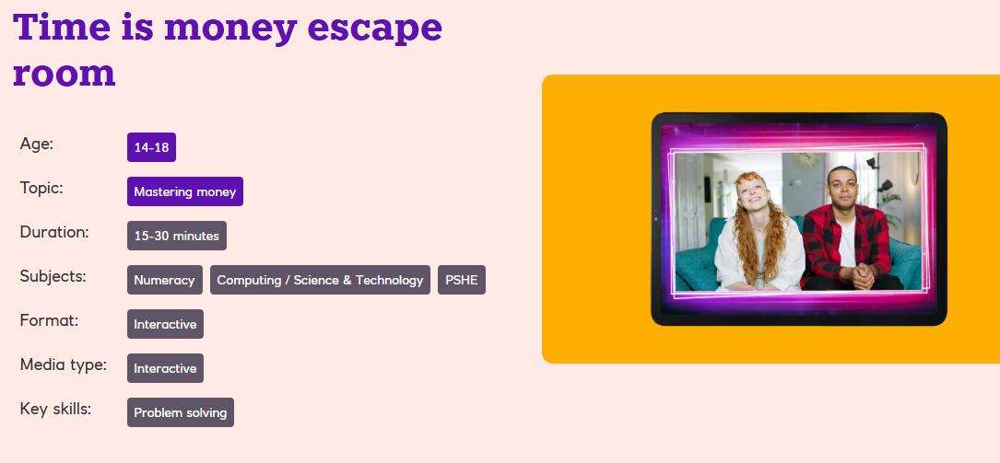 Time is money escape
room
Age: 14-18
Topic: Mastering money
Duration: 15-30 minutes
Subjects: Numeracy Computing / Science & Technology PSHE
Format: Interactive
Media type: Interactive
Key skills: Problem solving